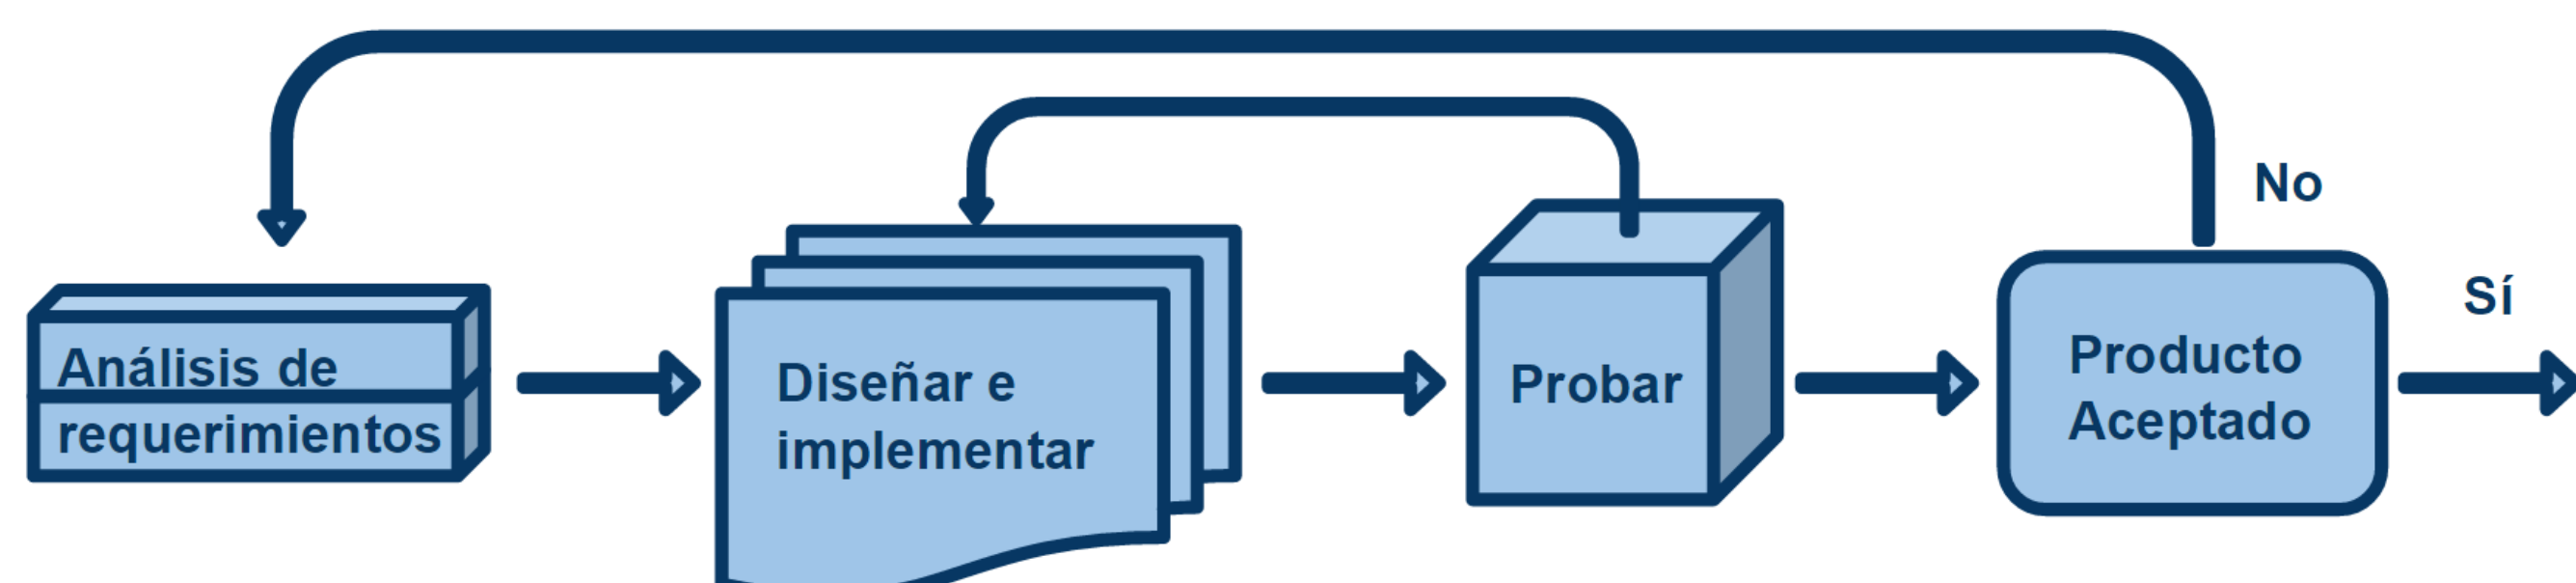 Análisis de
requerimientos
Diseñar e
implementar
Probar
Producto
Aceptado
No
Sí